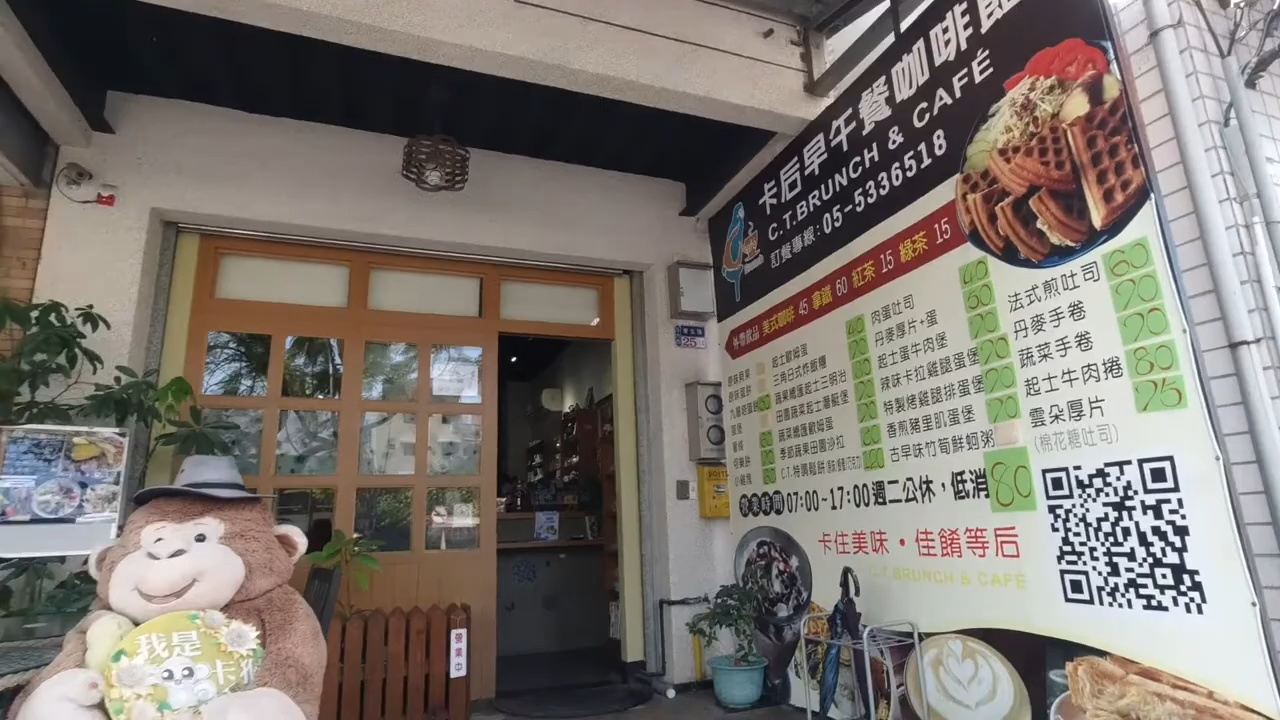 卡后早午餐咖啡館
C.T.BRUNCH & CAFÉ
訂餐專線:05-5336518
外帶飲品 美式咖啡 45 拿鐵 60 紅茶 15 綠茶 15
起士歐姆蛋
三角日式炸飯糰
蔬果總匯起士三明治
田園蔬菜起士潛艇堡
蔬菜總匯歐姆蛋
季節蔬果田園沙拉
C.T.特調鬆餅
肉蛋吐司
丹麥厚片+蛋
起士蛋牛肉堡
辣味卡拉雞腿蛋堡
特製烤雞腿排蛋堡
香煎豬里肌蛋堡
古早味竹筍鮮蚵粥
法式煎吐司 60
丹麥手卷 90
蔬菜手卷 90
起士牛肉捲 80
雲朵厚片 75
(棉花糖吐司)
營業時間 07:00~17:00 週二公休，低消 80
卡住美味・佳餚等后
C.T. BRUNCH & CAFÉ
25
營業中
我是
卡猴